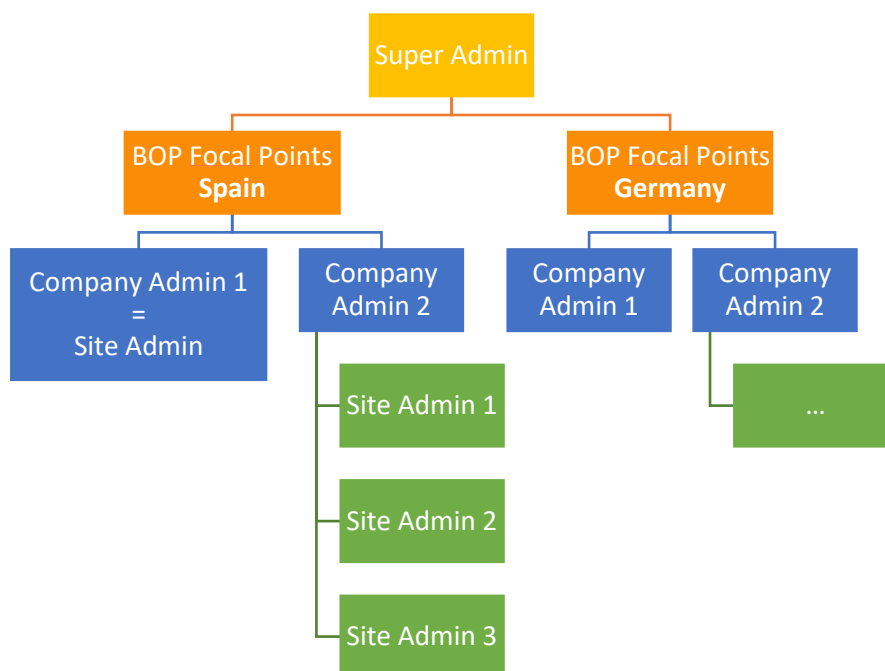 Super Admin
BOP Focal Points
Spain
BOP Focal Points
Germany
Company Admin 1
=
Site Admin
Company
Admin 2
Company
Admin 1
Company
Admin 2
Site Admin 1
...
Site Admin 2
Site Admin 3